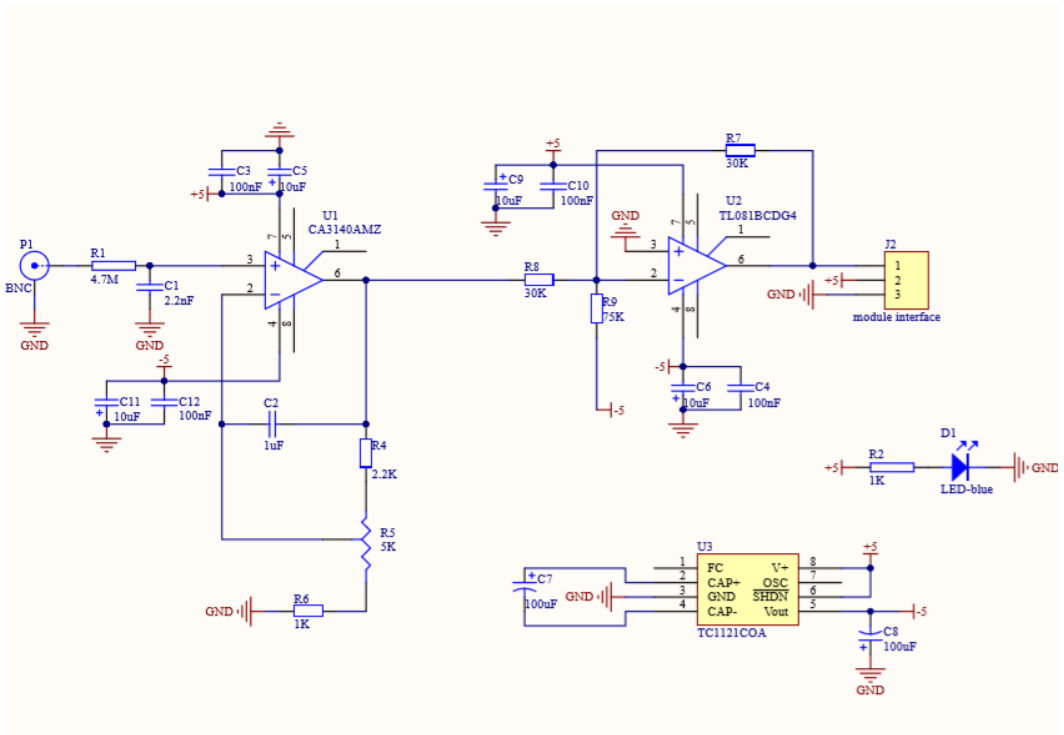 P1
BNC
GND
R1
4.7M
C1
2.2nF
GND
+5
C3
100nF
C5
10uF
U1
CA3140AMZ
7
5
1
3
2
6
4
8
-5
C11
10uF
C12
100nF
C2
1uF
R4
2.2K
R5
5K
GND
R6
1K
+5
C9
10uF
C10
100nF
R7
30K
U2
TL081BCDG4
GND
7
5
1
3
2
6
4
8
R8
30K
R9
75K
-5
-5
C6
10uF
C4
100nF
J2
1
2
3
+5
GND
module interface
D1
+5
R2
1K
LED-blue
GND
U3
C7
100uF
GND
1
2
3
4
FC
CAP+
GND
CAP-
V+
OSC
SHDN
Vout
8
7
6
5
TC1121COA
+5
-5
C8
100uF
GND